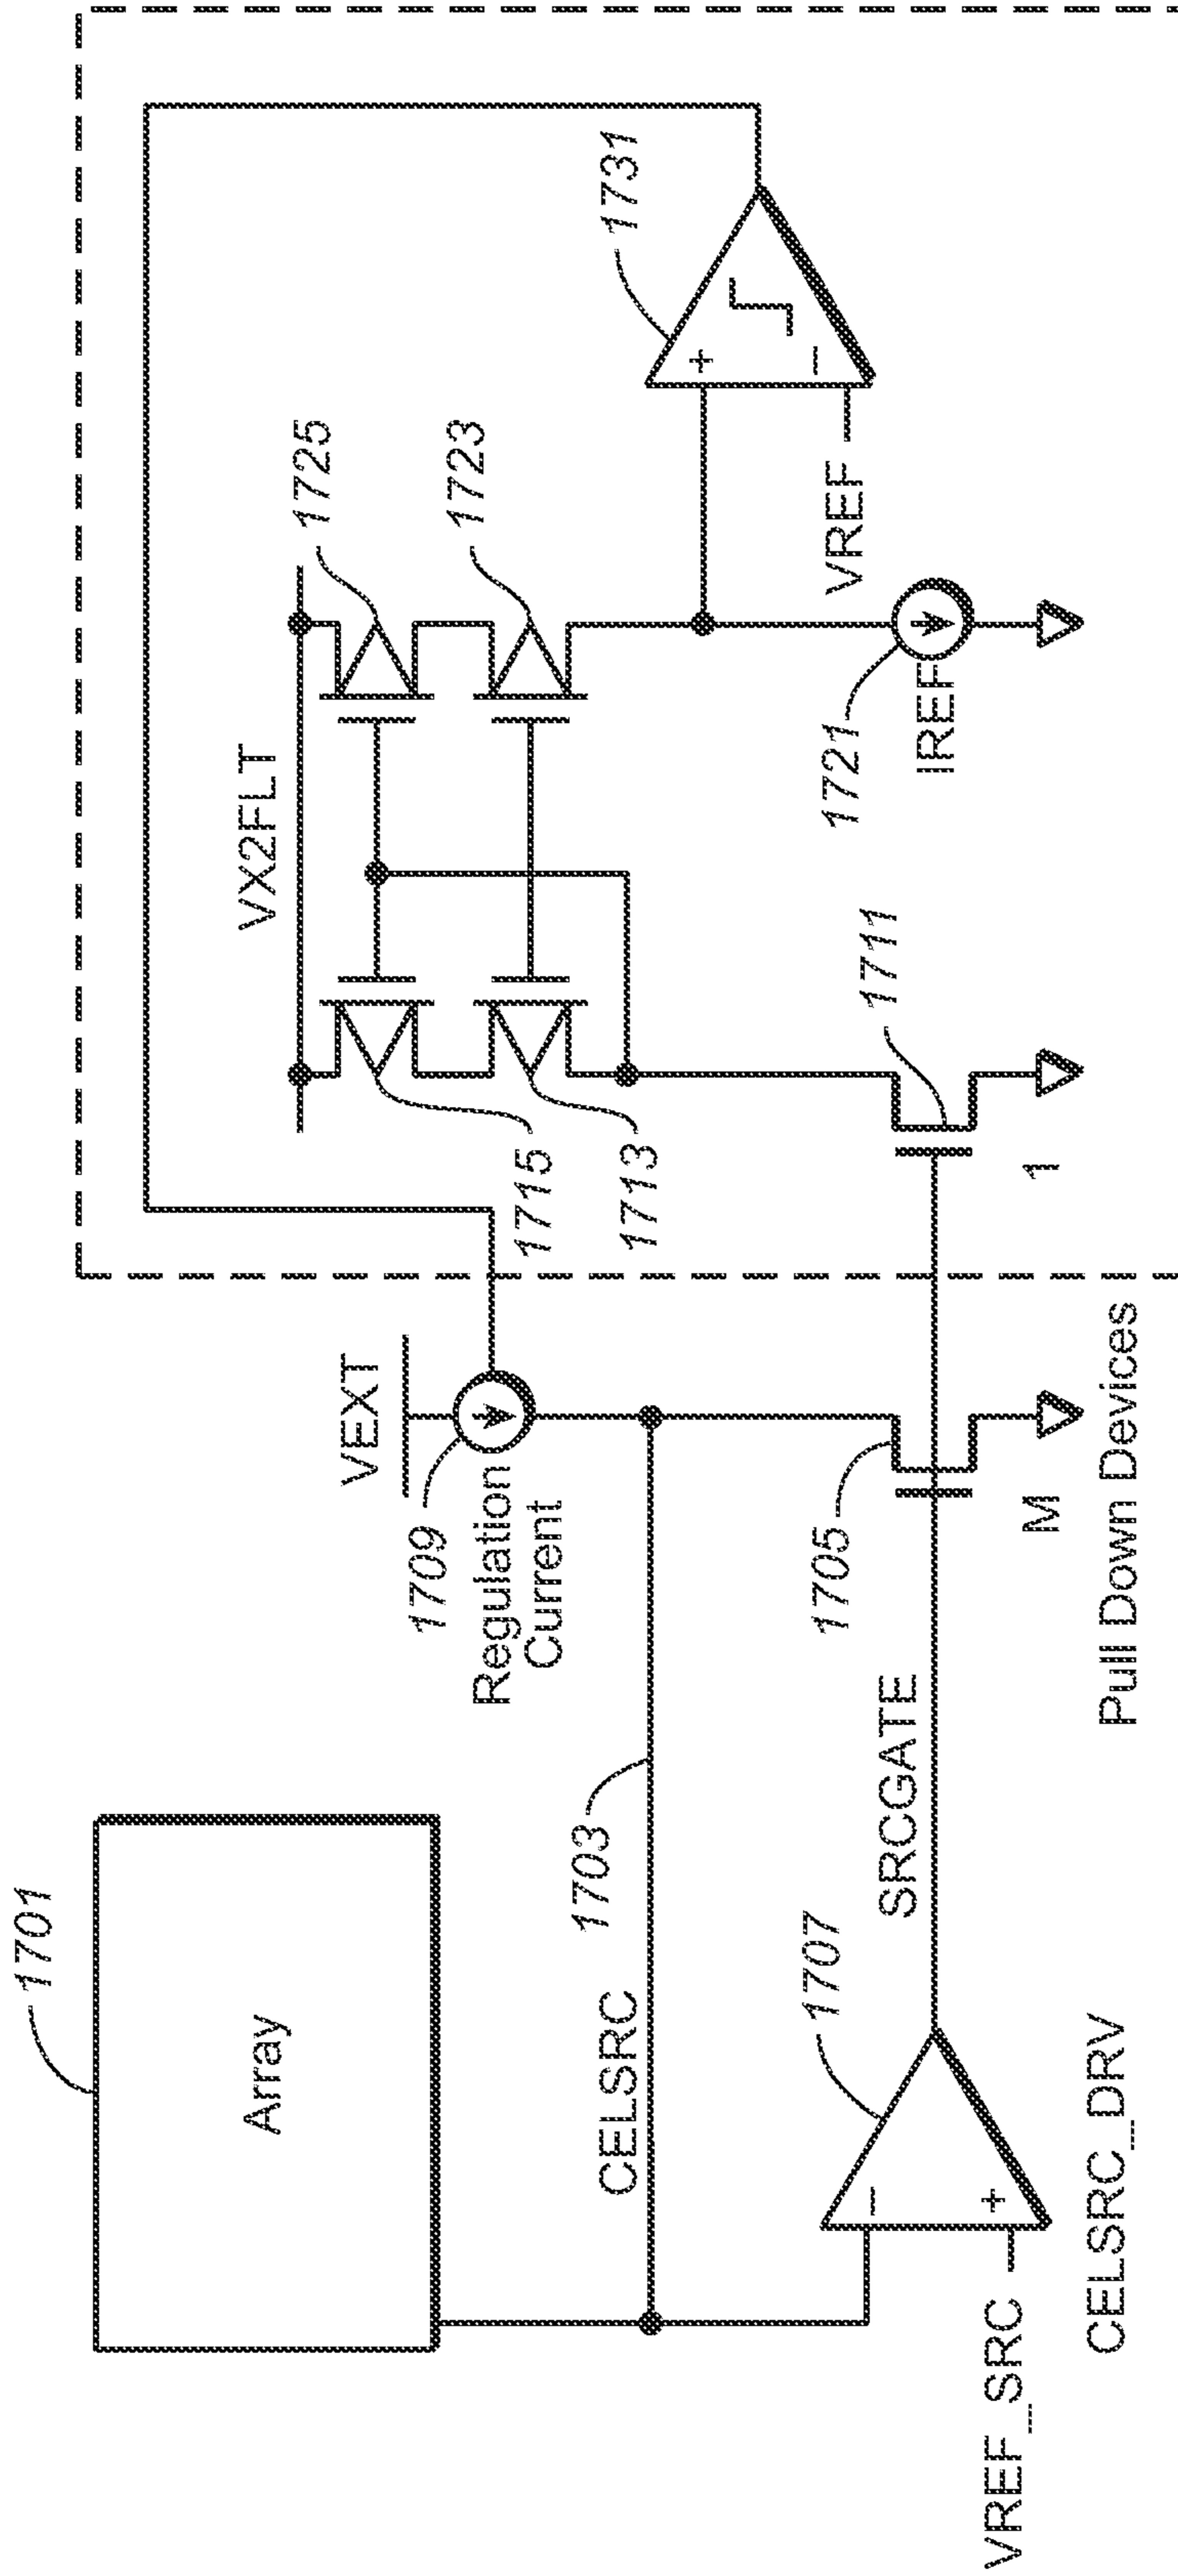 1701
Array
1703
CELSRC
1707
VREF_SRC
CELSRC_DRV
SRCGATE
VEXT
1709
Regulation
Current
1705
M
Pull Down Devices
VX2FLT
1715
1713
1711
1
1725
1723
1721
IREF
VREF
1731
+
−
−
+